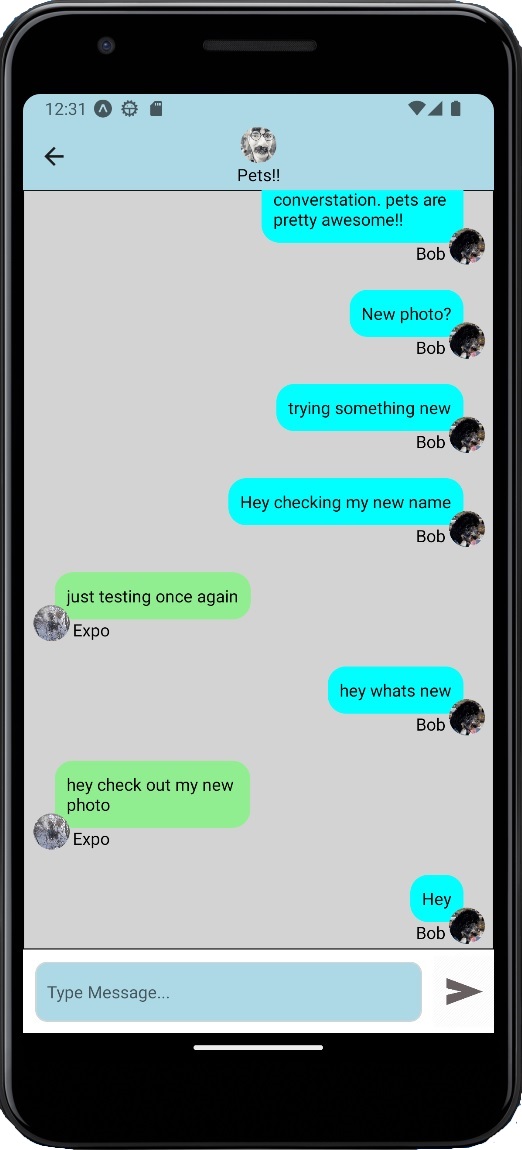 12:31
Pets!!
converstation. pets are
pretty awesome!!
Bob
New photo?
Bob
trying something new
Bob
Hey checking my new name
Bob
just testing once again
Expo
hey whats new
Bob
hey check out my new
photo
Expo
Hey
Bob
Type Message...